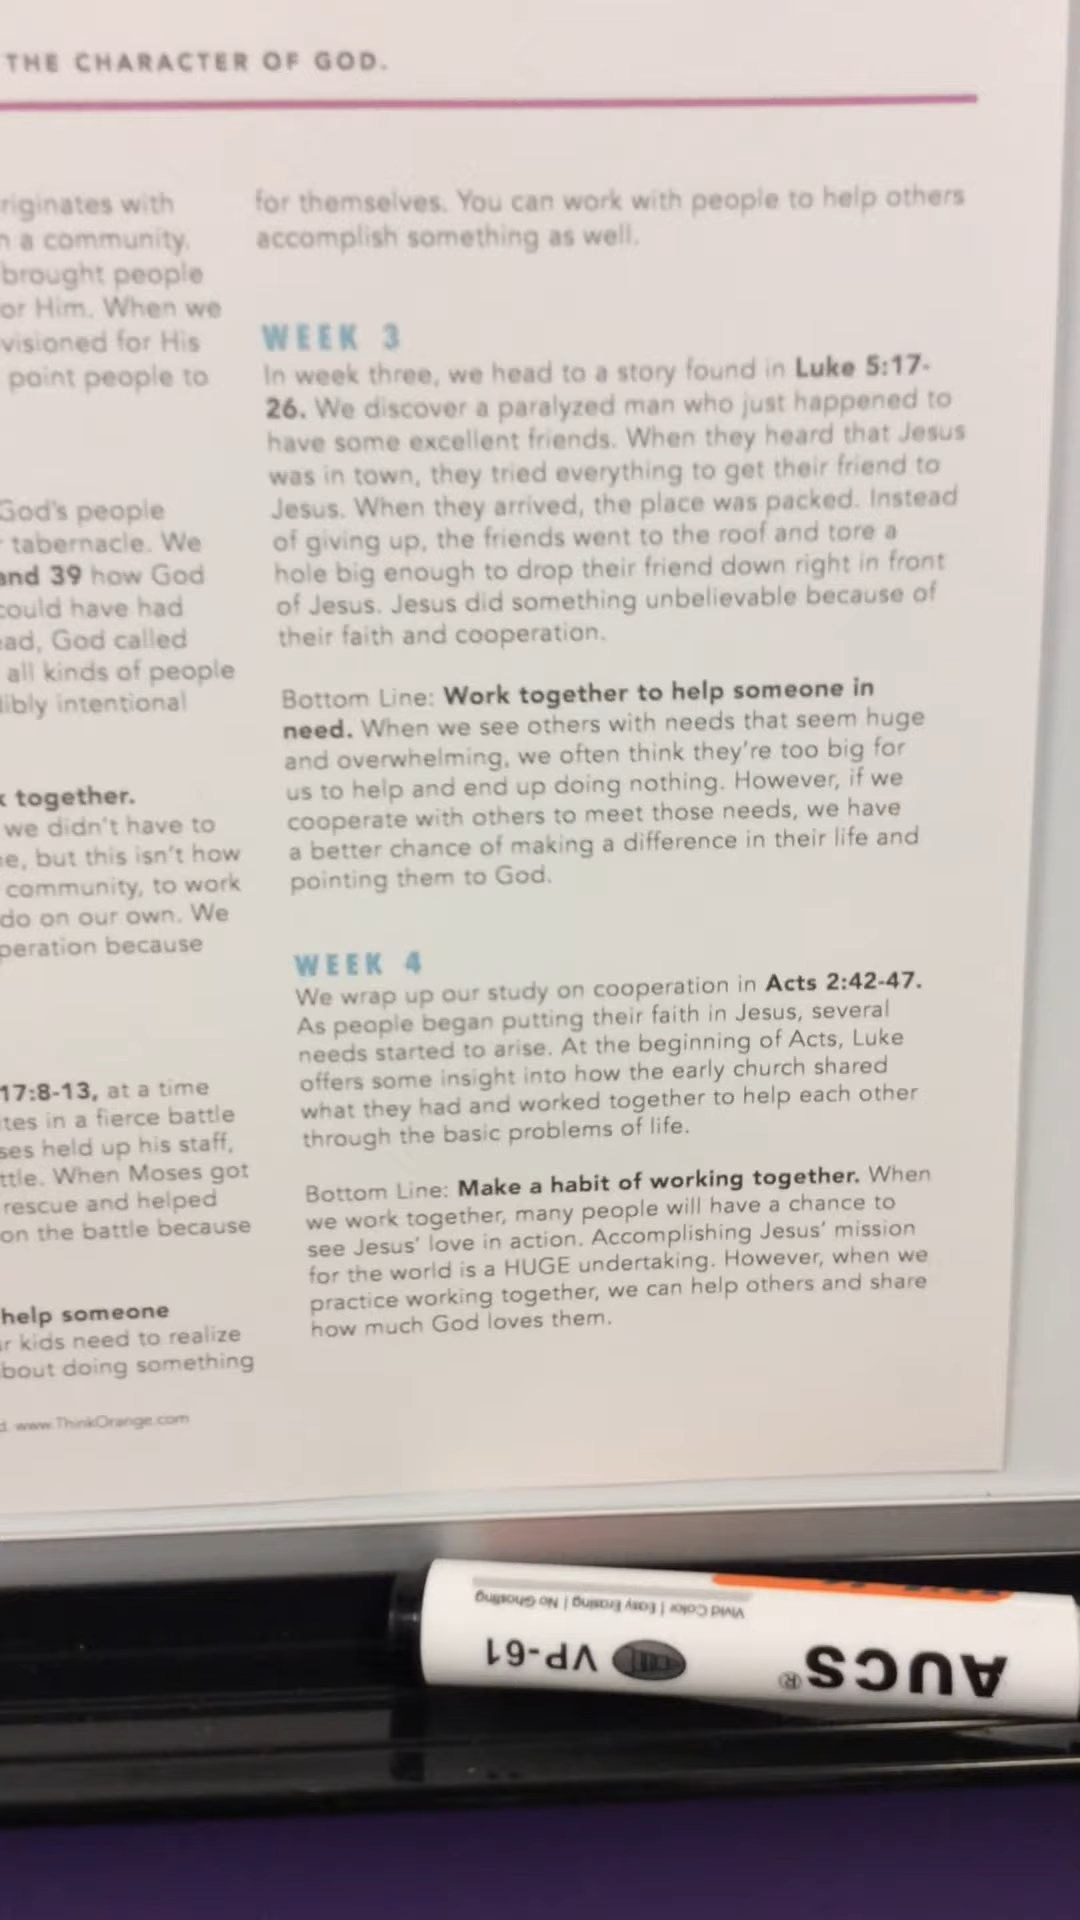 THE CHARACTER OF GOD.
riginates with
a community.
brought people
or Him. When we
visioned for His
point people to
God's people
tabernacle. We
and 39 how God
could have had
ead, God called
all kinds of people
libly intentional
k together.
we didn't have to
e, but this isn't how
community, to work
do on our own. We
peration because
17:8-13, at a time
ites in a fierce battle
ses held up his staff,
ttle. When Moses got
rescue and helped
on the battle because
help someone
ur kids need to realize
bout doing something
d. www.ThinkOrange.com
for themselves. You can work with people to help others
accomplish something as well.
WEEK 3
In week three, we head to a story found in Luke 5:17-
26. We discover a paralyzed man who just happened to
have some excellent friends. When they heard that Jesus
was in town, they tried everything to get their friend to
Jesus. When they arrived, the place was packed. Instead
of giving up, the friends went to the roof and tore a
hole big enough to drop their friend down right in front
of Jesus. Jesus did something unbelievable because of
their faith and cooperation.
Bottom Line: Work together to help someone in
need. When we see others with needs that seem huge
and overwhelming, we often think they're too big for
us to help and end up doing nothing. However, if we
cooperate with others to meet those needs, we have
a better chance of making a difference in their life and
pointing them to God.
WEEK 4
We wrap up our study on cooperation in Acts 2:42-47.
As people began putting their faith in Jesus, several
needs started to arise. At the beginning of Acts, Luke
offers some insight into how the early church shared
what they had and worked together to help each other
through the basic problems of life.
Bottom Line: Make a habit of working together. When
we work together, many people will have a chance to
see Jesus' love in action. Accomplishing Jesus' mission
for the world is a HUGE undertaking. However, when we
practice working together, we can help others and share
how much God loves them.
AUCS® VP-61
Vivid Color | Easy Erasing | No Ghosting